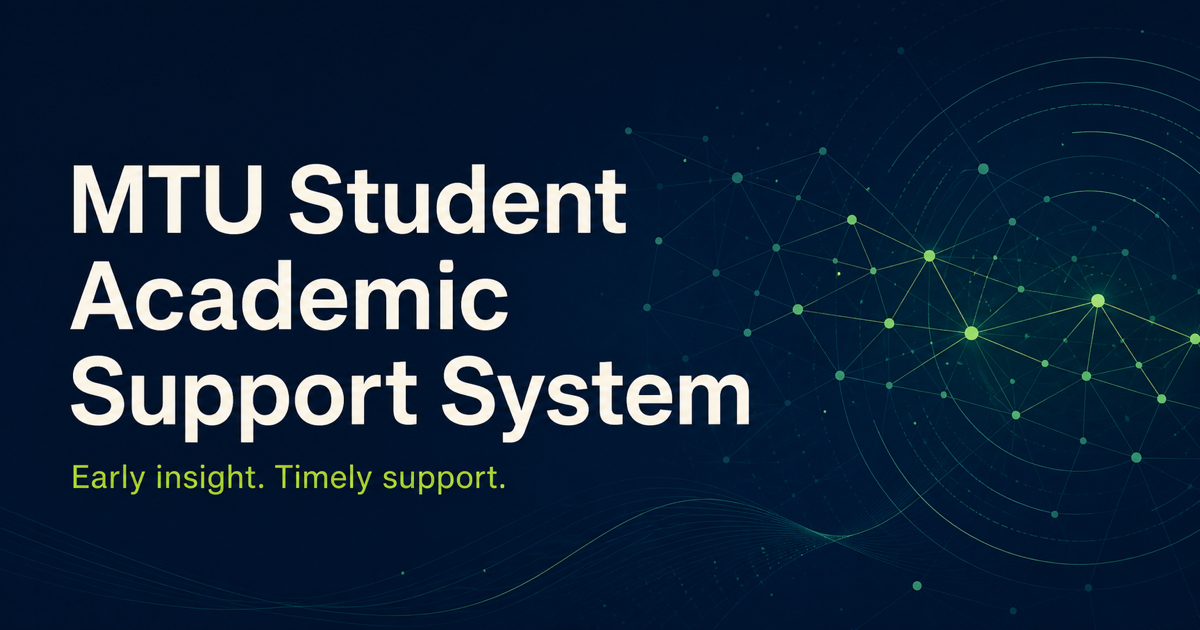 MTU Student
Academic
Support System
Early insight. Timely support.